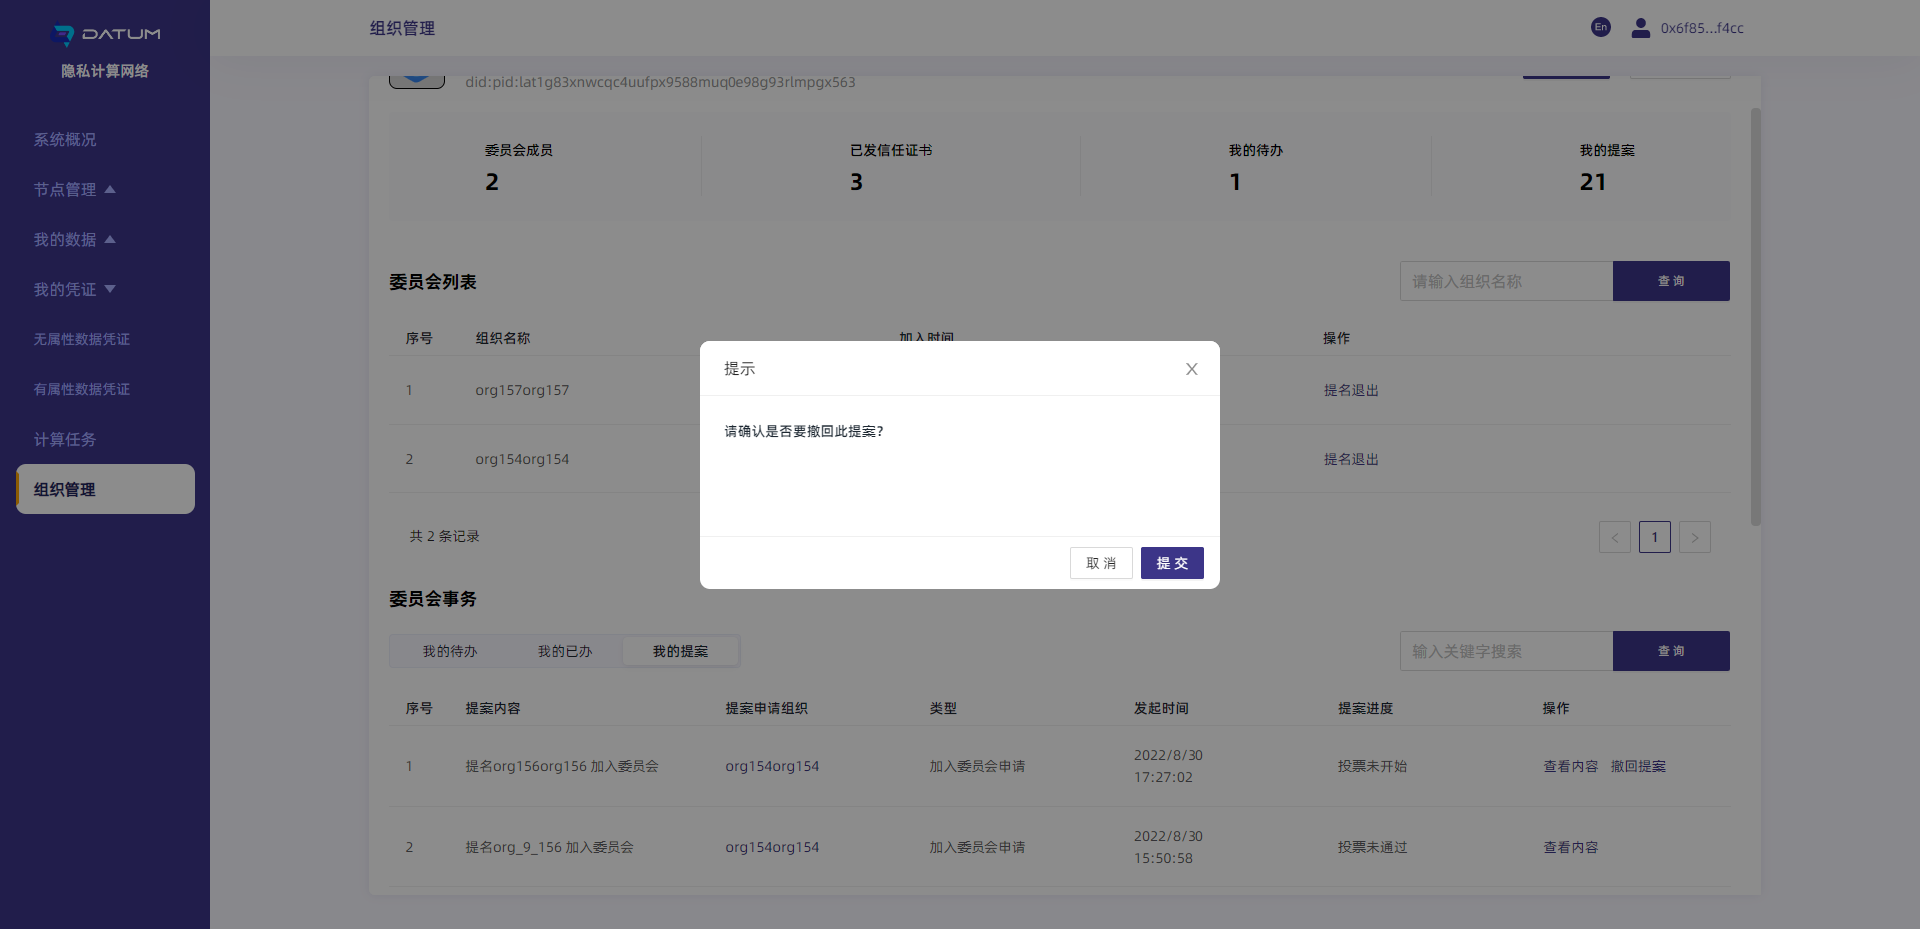 DATUM
隐私计算网络
系统概况
节点管理
我的数据
我的凭证
无属性数据凭证
有属性数据凭证
计算任务
组织管理
组织管理
En
0x6f85...f4cc
did:pid:lat1g83xnwcqc4uufpx9588muq0e98g93rlmpgx563
委员会成员
2
已发信任证书
3
我的待办
1
我的提案
21
委员会列表
请输入组织名称
查 询
序号 组织名称 加入时间 操作
1 org157org157 提名退出
2 org154org154 提名退出
共 2 条记录
< 1 >
提示
X
请确认是否要撤回此提案?
取 消
提 交
委员会事务
我的待办 我的已办 我的提案
输入关键字搜索
查 询
序号 提案内容 提案申请组织 类型 发起时间 提案进度 操作
1 提名org156org156 加入委员会 org154org154 加入委员会申请 2022/8/30 17:27:02 投票未开始 查看内容 撤回提案
2 提名org_9_156 加入委员会 org154org154 加入委员会申请 2022/8/30 15:50:58 投票未通过 查看内容